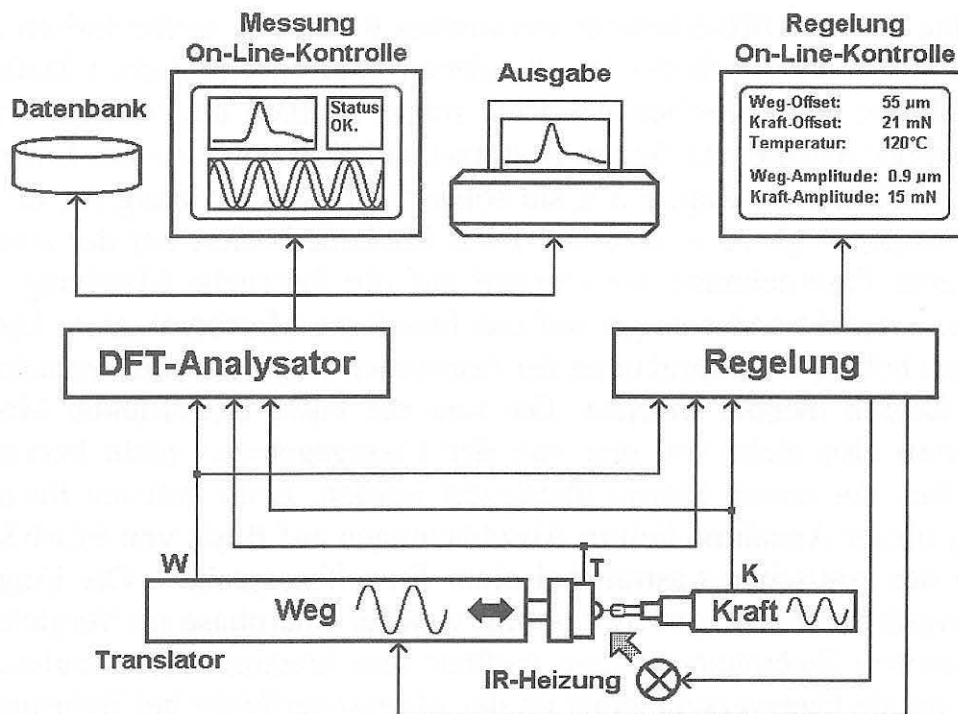 Messung
On-Line-Kontrolle
Regelung
On-Line-Kontrolle
Datenbank
Ausgabe
Status
OK.
Weg-Offset: 55 µm
Kraft-Offset: 21 mN
Temperatur: 120°C
Weg-Amplitude: 0.9 µm
Kraft-Amplitude: 15 mN
DFT-Analysator
Regelung
W
T
K
Weg
Kraft
Translator
IR-Heizung